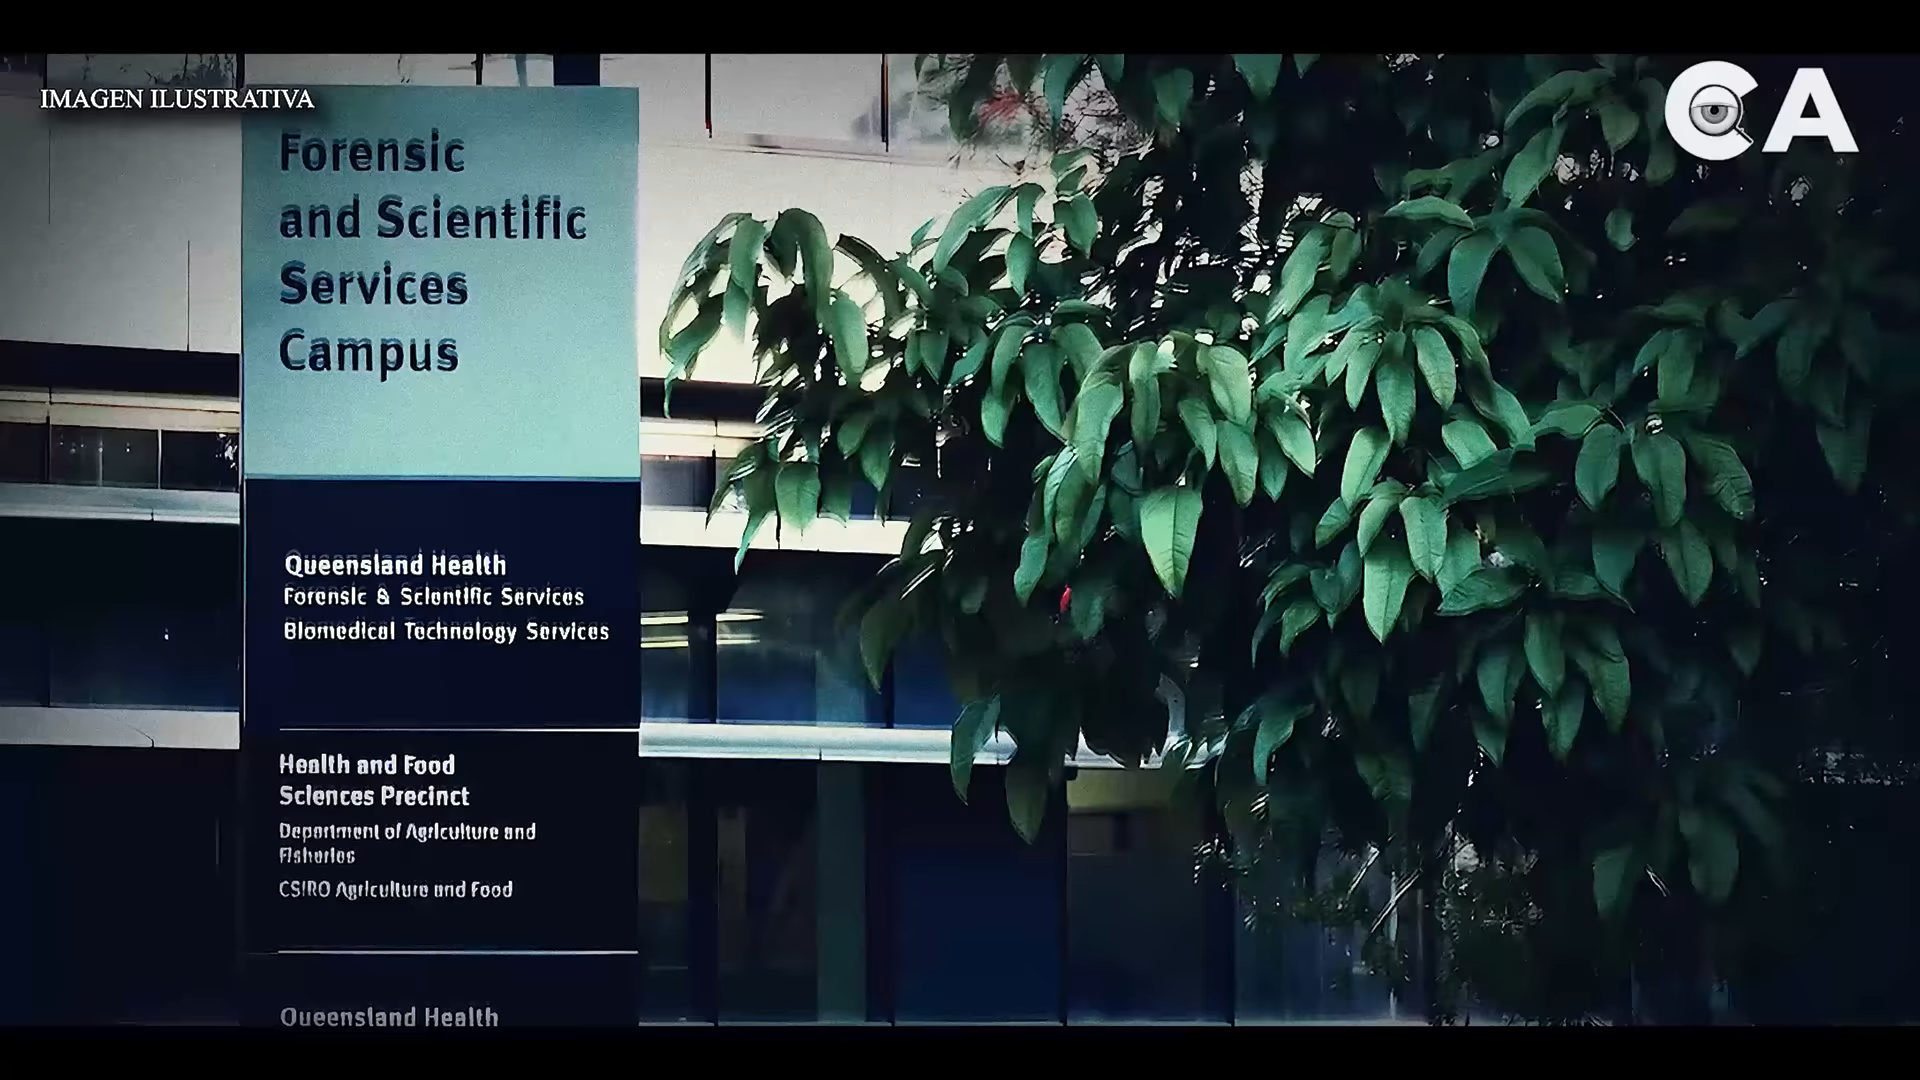 IMAGEN ILUSTRATIVA
CA
Forensic
and Scientific
Services
Campus
Queensland Health
Forensic & Scientific Services
Biomedical Technology Services
Health and Food
Sciences Precinct
Department of Agriculture and
Fisheries
CSIRO Agriculture and Food
Queensland Health